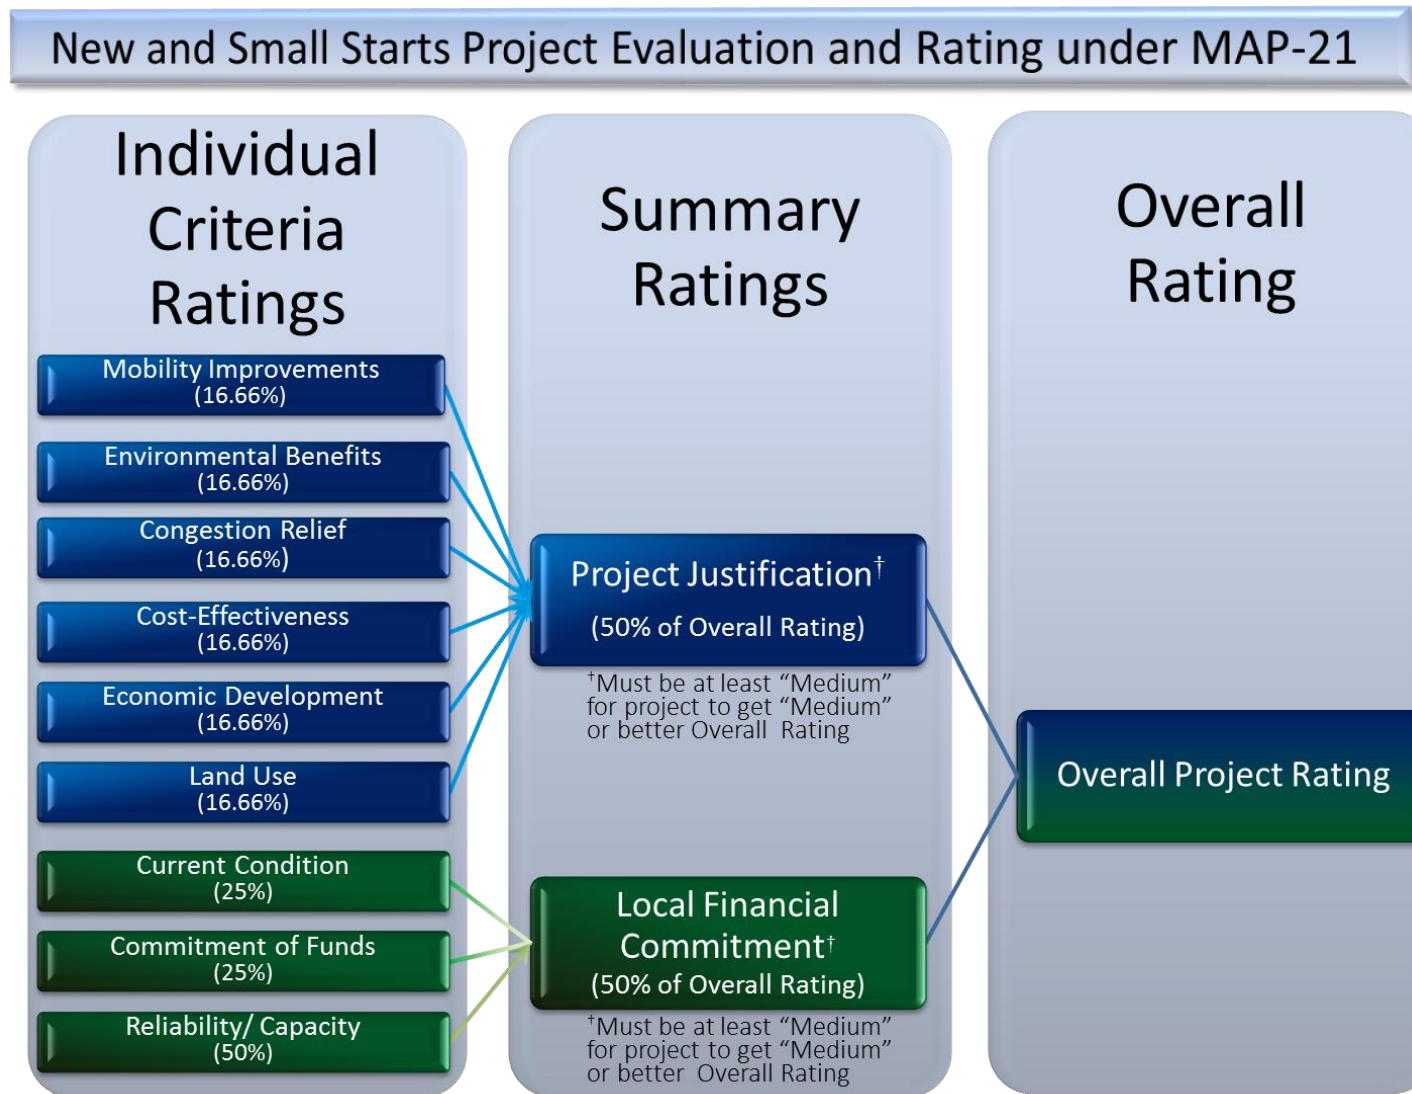 New and Small Starts Project Evaluation and Rating under MAP-21
Individual
Criteria
Ratings
Mobility Improvements
(16.66%)
Environmental Benefits
(16.66%)
Congestion Relief
(16.66%)
Cost-Effectiveness
(16.66%)
Economic Development
(16.66%)
Land Use
(16.66%)
Current Condition
(25%)
Commitment of Funds
(25%)
Reliability/ Capacity
(50%)
Summary
Ratings
Project Justification†
(50% of Overall Rating)
†Must be at least “Medium”
for project to get “Medium”
or better Overall  Rating
Local Financial
Commitment†
(50% of Overall Rating)
†Must be at least “Medium”
for project to get “Medium”
or better  Overall Rating
Overall
Rating
Overall Project Rating